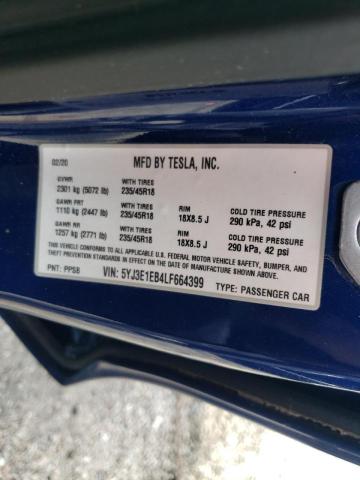 02/20 MFD BY TESLA, INC.
GVWR
2301 kg (5072 lb) WITH TIRES 235/45R18
GAWR FRT
1110 kg (2447 lb) WITH TIRES 235/45R18 RIM 18X8.5 J COLD TIRE PRESSURE 290 kPa, 42 psi
GAWR RR
1257 kg (2771 lb) WITH TIRES 235/45R18 RIM 18X8.5 J COLD TIRE PRESSURE 290 kPa, 42 psi
THIS VEHICLE CONFORMS TO ALL APPLICABLE U.S. FEDERAL MOTOR VEHICLE SAFETY, BUMPER, AND
THEFT PREVENTION STANDARDS IN EFFECT ON THE DATE OF MANUFACTURE SHOWN ABOVE.
PNT: PPSB VIN: 5YJ3E1EB4LF664399 TYPE: PASSENGER CAR